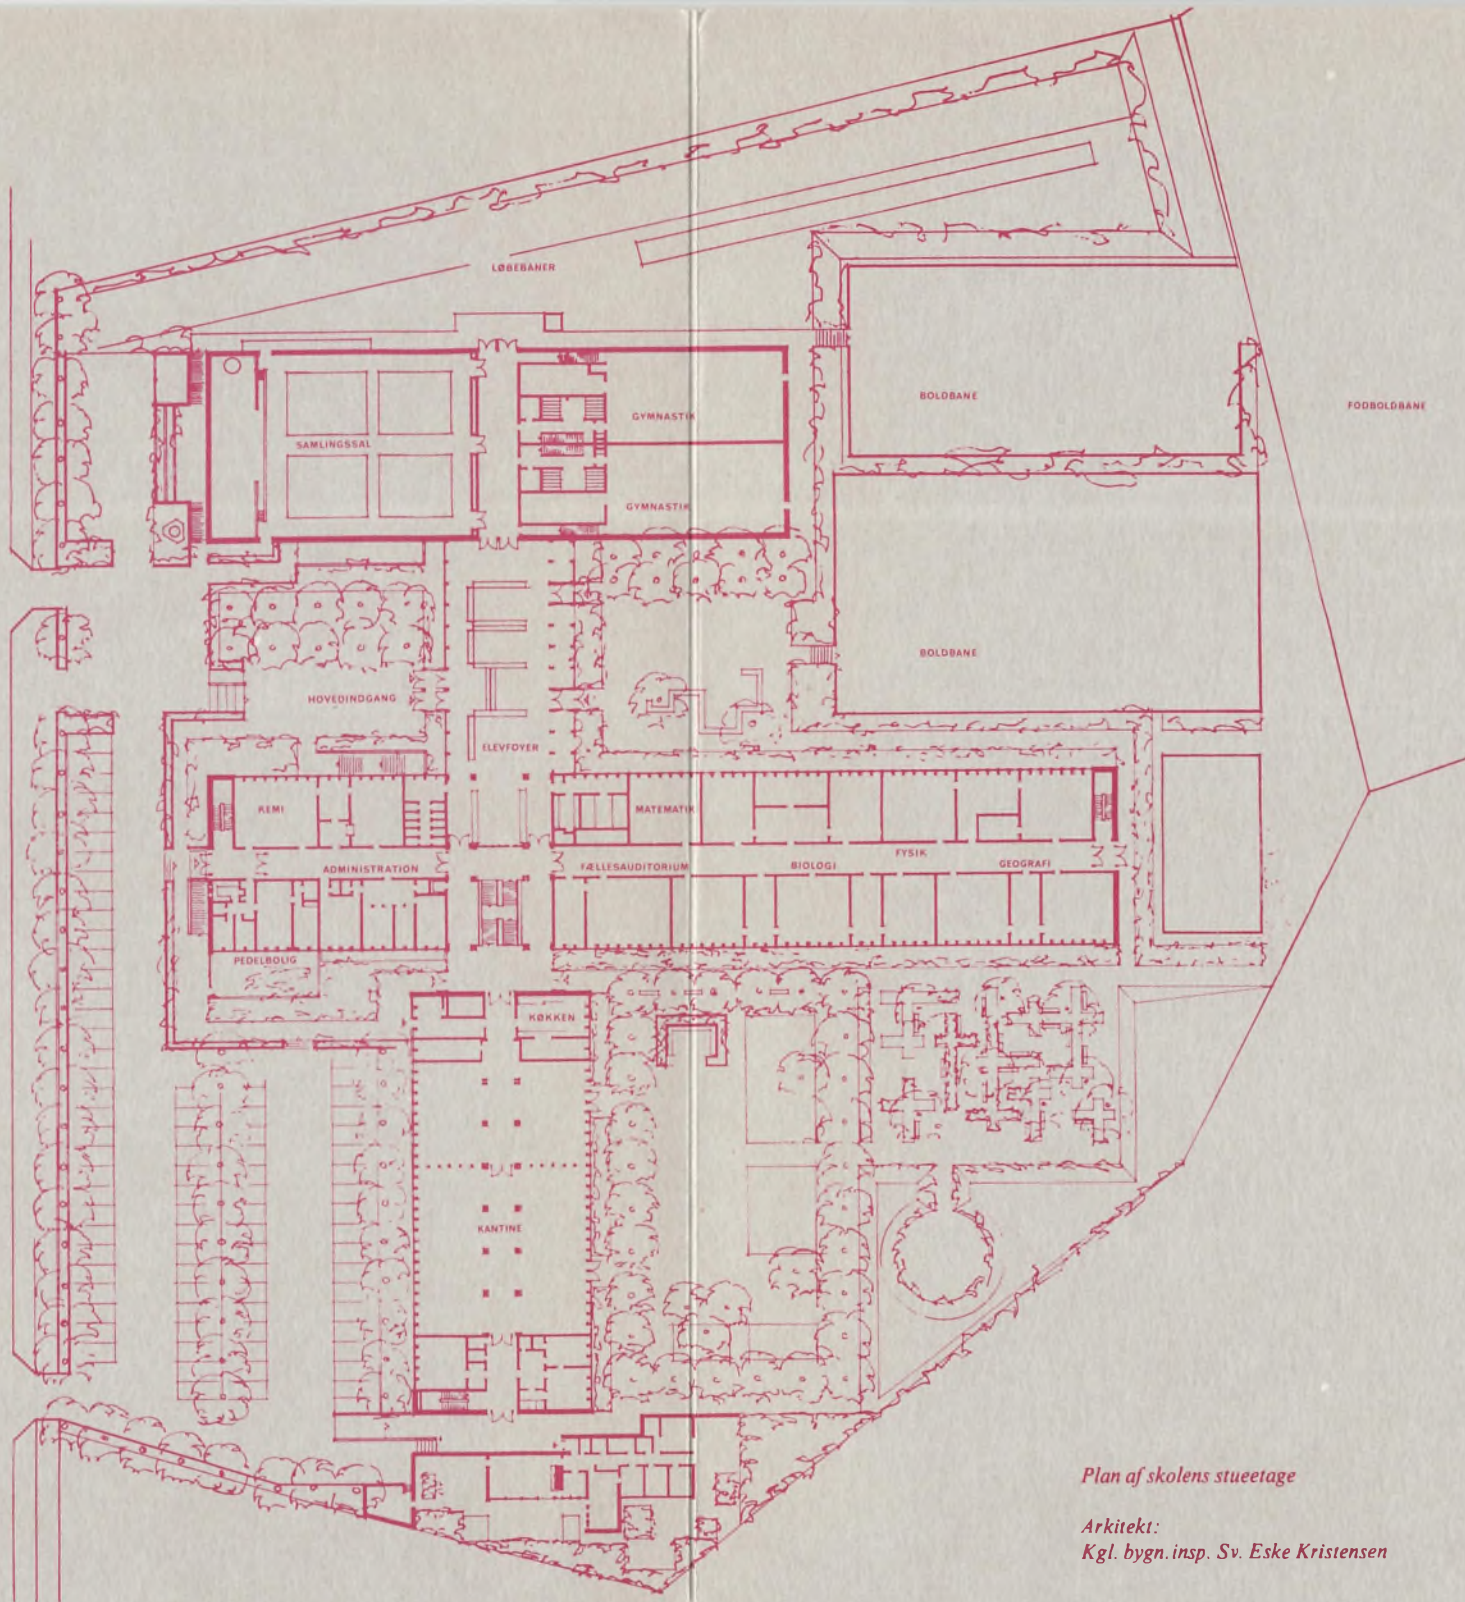 LØBEBANER
BOLDBANE
FODBOLDBANE
GYMNASTIK
SAMLINGSSAL
GYMNASTIK
BOLDBANE
HOVEDINDGANG
ELEVFOYER
KEMI
MATEMATIK
FYSIK
ADMINISTRATION
FÆLLESAUDITORIUM
BIOLOGI
GEOGRAFI
PEDELBOLIG
KØKKEN
KANTINE
Plan af skolens stueetage
Arkitekt:
Kgl. bygn.insp. Sv. Eske Kristensen